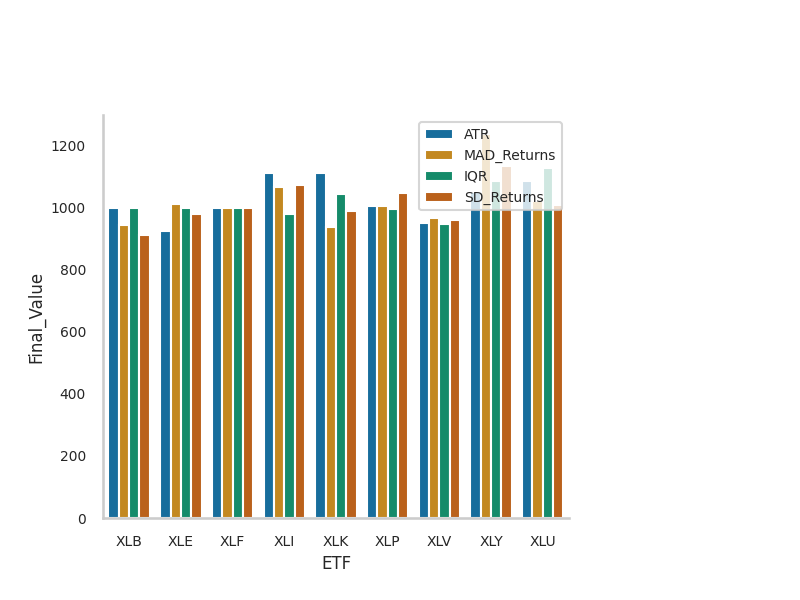 ATR
MAD_Returns
IQR
SD_Returns
1200
1000
800
600
400
200
0
Final_Value
XLB XLE XLF XLI XLK XLP XLV XLY XLU
ETF